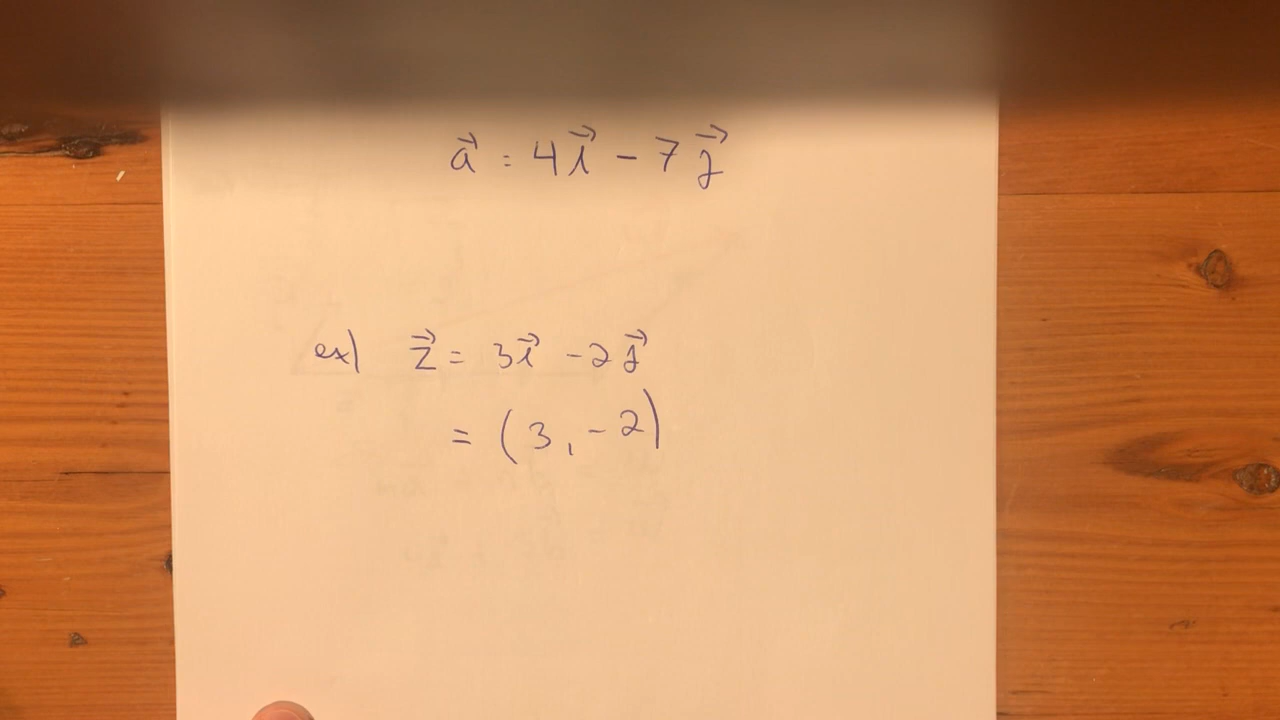 a⃗ = 4i⃗ - 7j⃗
ex) z⃗ = 3i⃗ - 2j⃗
= (3, -2)